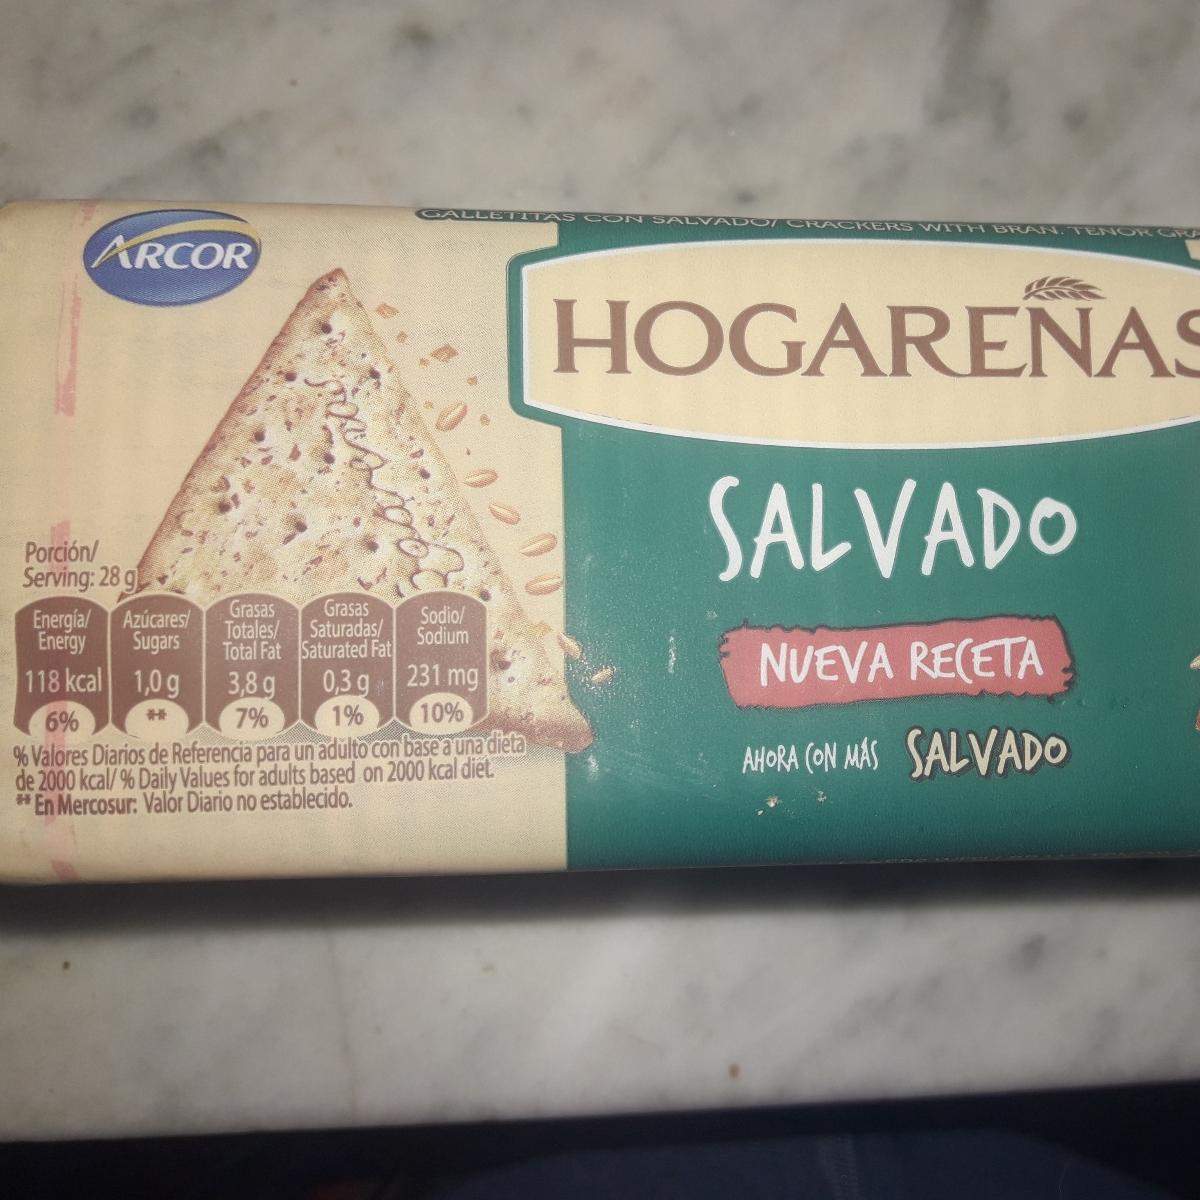 ARCOR
GALLETITAS CON SALVADO/ CRACKERS WITH BRAN. TENOR
HOGAREÑAS
SALVADO
NUEVA RECETA
AHORA CON MÁS SALVADO
Porción/
Serving: 28 g
Energía/
Energy
118 kcal
6%
Azúcares/
Sugars
1,0 g
**
Grasas
Totales/
Total Fat
3,8 g
7%
Grasas
Saturadas/
Saturated Fat
0,3 g
1%
Sodio/
Sodium
231 mg
10%
% Valores Diarios de Referencia para un adulto con base a una dieta
de 2000 kcal/ % Daily Values for adults based on 2000 kcal diet.
** En Mercosur: Valor Diario no establecido.